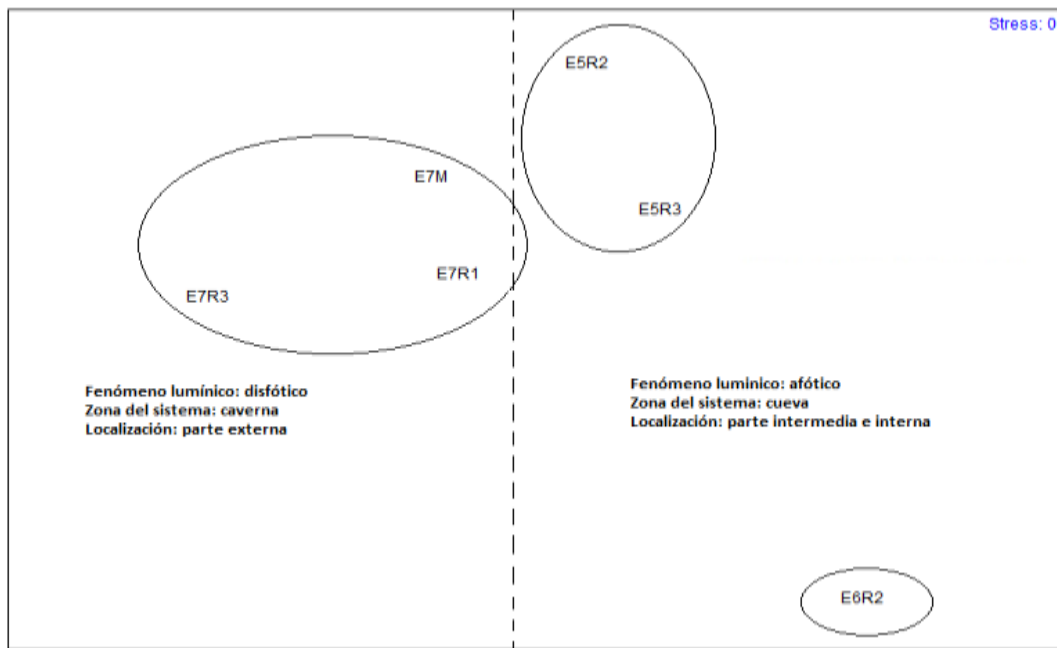 Stress: 0
E5R2
E7M
E5R3
E7R1
E7R3
Fenómeno lumínico: disfótico
Zona del sistema: caverna
Localización: parte externa
Fenómeno luminico: afótico
Zona del sistema: cueva
Localización: parte intermedia e interna
E6R2